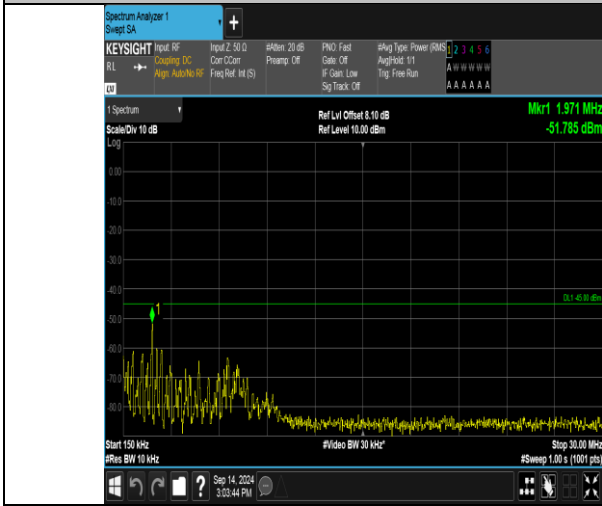 Spectrum Analyzer 1
Swept SA
+
KEYSIGHT Input: RF Input Z: 50 Ω #Atten: 20 dB PNO: Fast #Avg Type: Power (RMS 1 2 3 4 5 6
RL Coupling: DC Corr CCorr Preamp: Off Gate: Off Avg|Hold: 1/1 A W W W W W
Align: Auto/No RF Freq Ref: Int (S) IF Gain: Low Trig: Free Run
LXI Sig Track: Off A A A A A A
1 Spectrum Ref Lvl Offset 8.10 dB Mkr1 1.971 MHz
Scale/Div 10 dB Ref Level 10.00 dBm -51.785 dBm
Log
0.00
-10.0
-20.0
-30.0
-40.0
DL1 -45.00 dBm
1
-50.0
-60.0
-70.0
-80.0
Start 150 kHz #Video BW 30 kHz* Stop 30.00 MHz
#Res BW 10 kHz #Sweep 1.00 s (1001 pts)
? Sep 14, 2024
3:03:44 PM